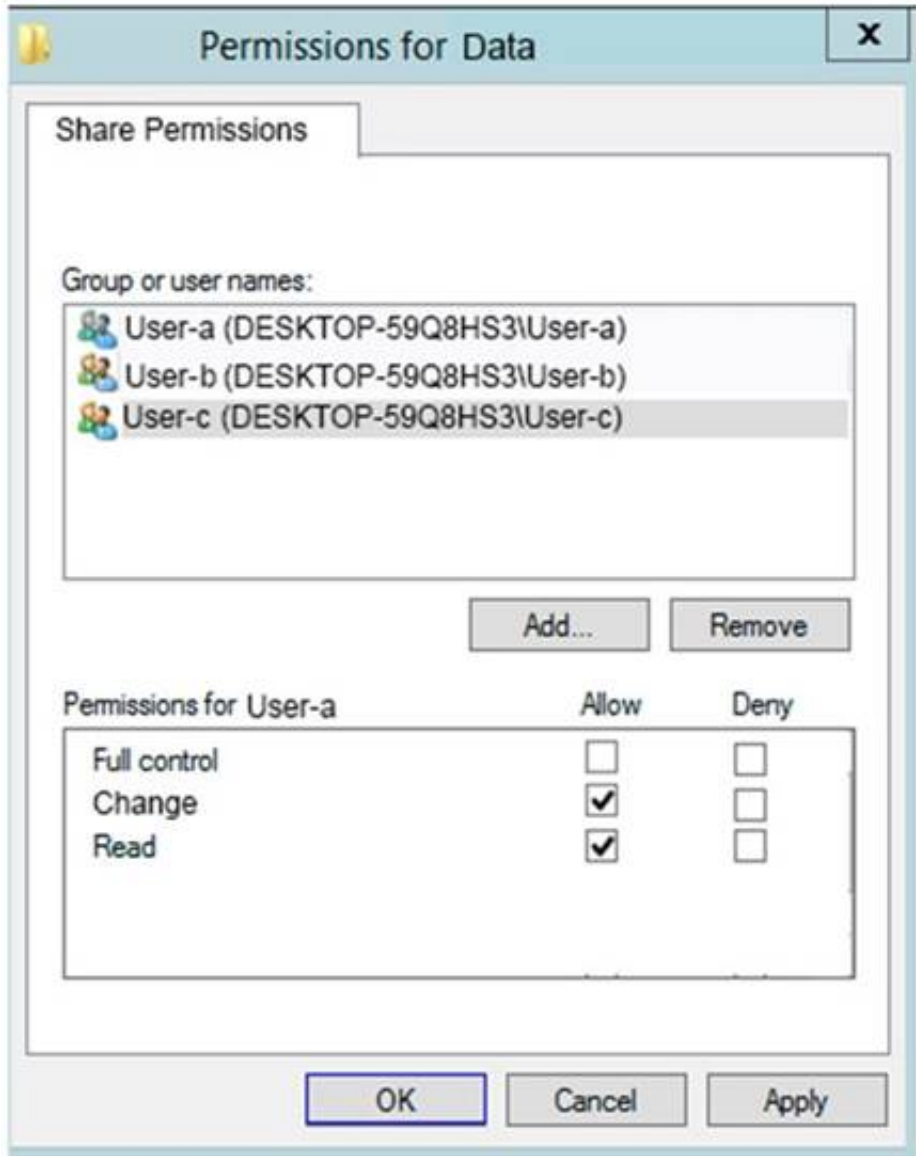 Permissions for Data
x
Share Permissions
Group or user names:
User-a (DESKTOP-59Q8HS3\User-a)
User-b (DESKTOP-59Q8HS3\User-b)
User-c (DESKTOP-59Q8HS3\User-c)
Add... Remove
Permissions for User-a Allow Deny
Full control
Change
Read
OK Cancel Apply